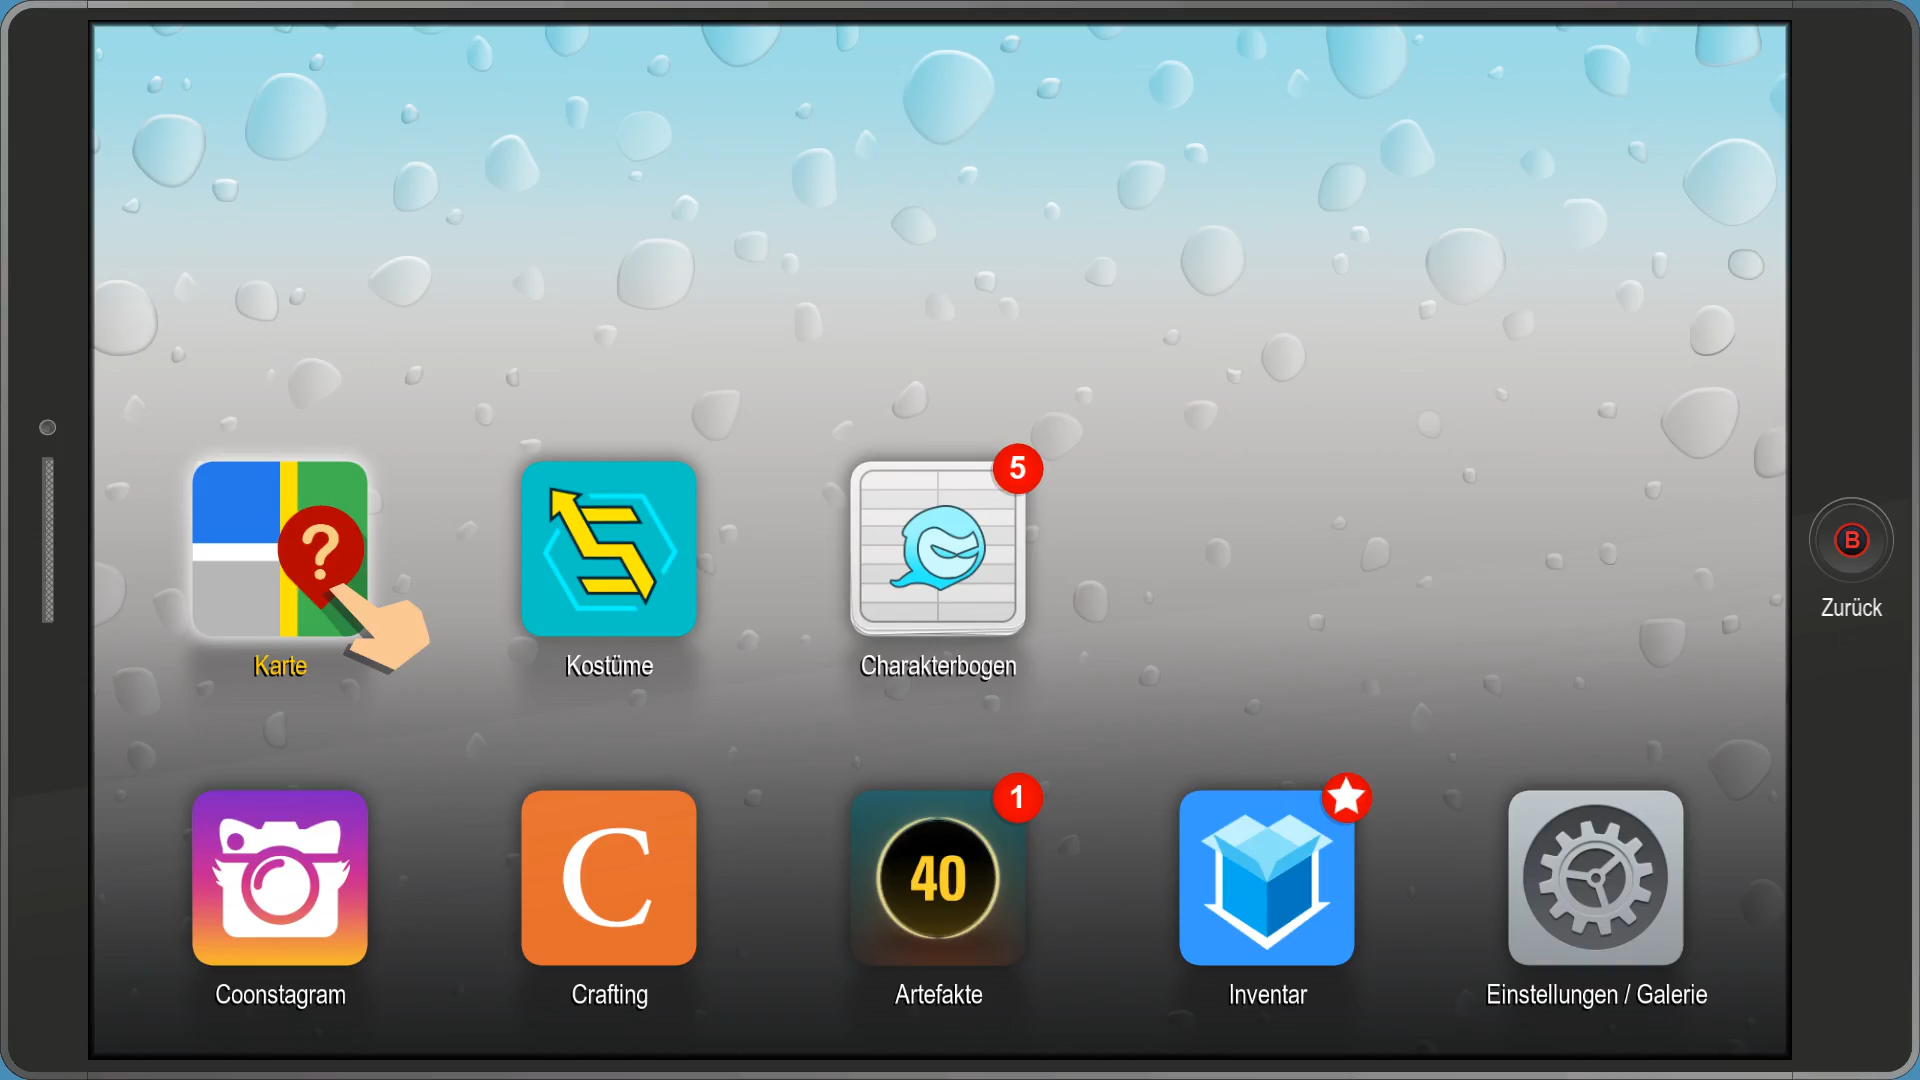 5
?
B
Zurück
Karte
Kostüme
Charakterbogen
1
C
40
Coonstagram
Crafting
Artefakte
Inventar
Einstellungen / Galerie